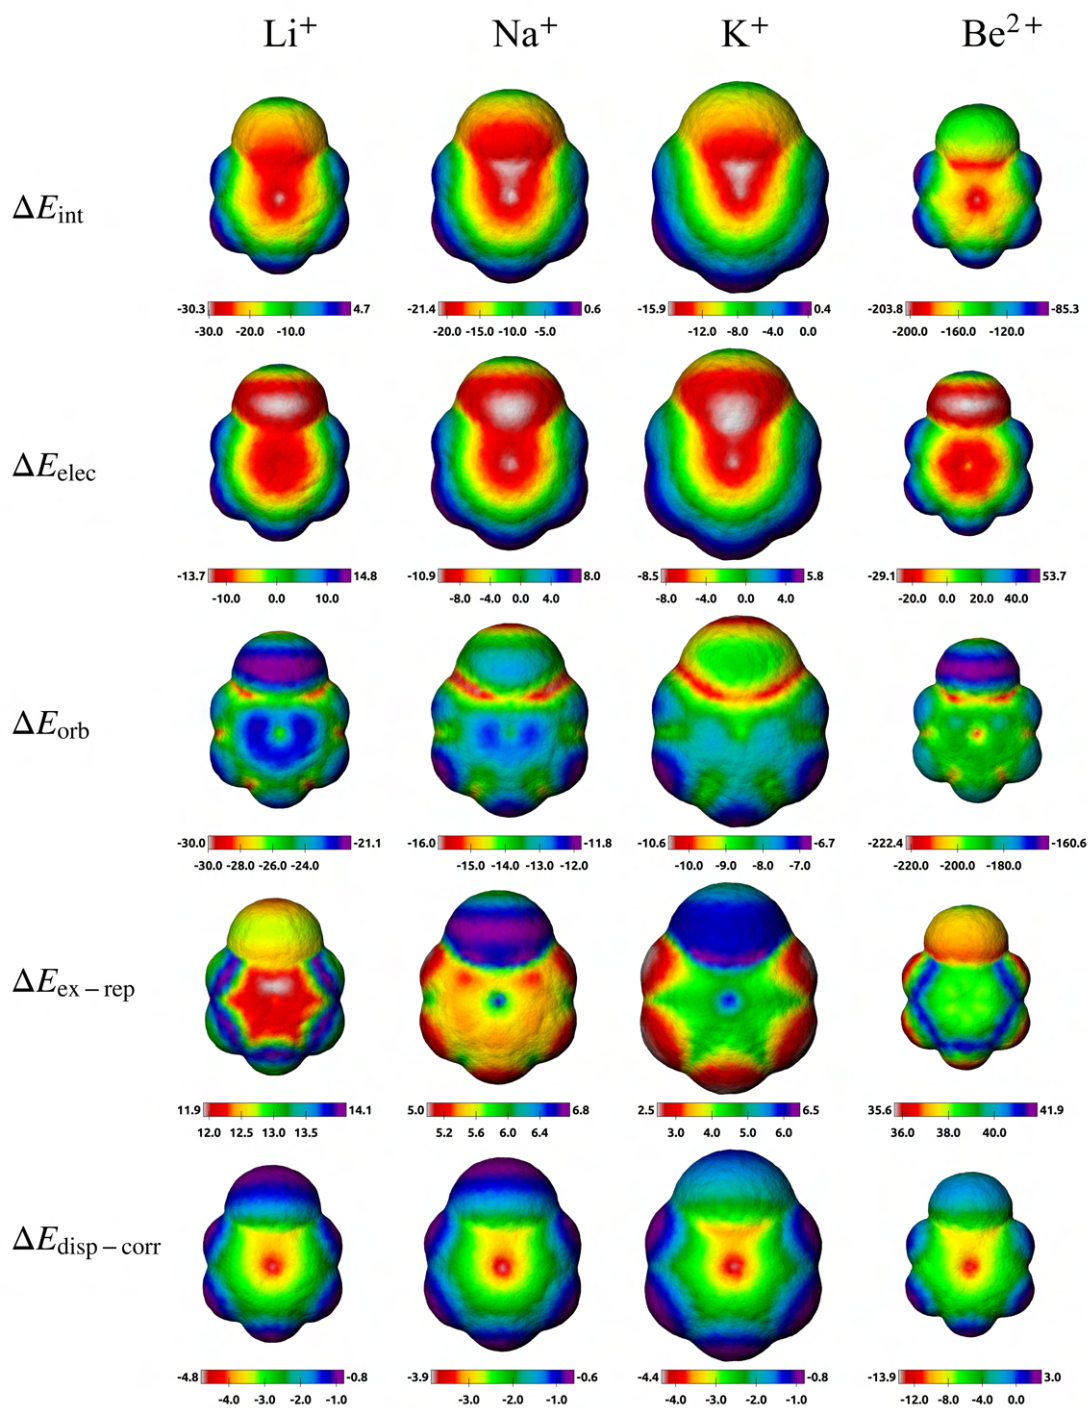 Li⁺ Na⁺ K⁺ Be²⁺
ΔE_int
-30.3 4.7 -21.4 0.6 -15.9 0.4 -203.8 -85.3
-30.0 -20.0 -10.0 -20.0 -15.0 -10.0 -5.0 -12.0 -8.0 -4.0 0.0 -200.0 -160.0 -120.0
ΔE_elec
-13.7 14.8 -10.9 8.0 -8.5 5.8 -29.1 53.7
-10.0 0.0 10.0 -8.0 -4.0 0.0 4.0 -8.0 -4.0 0.0 4.0 -20.0 0.0 20.0 40.0
ΔE_orb
-30.0 -21.1 -16.0 -11.8 -10.6 -6.7 -222.4 -160.6
-30.0 -28.0 -26.0 -24.0 -15.0 -14.0 -13.0 -12.0 -10.0 -9.0 -8.0 -7.0 -220.0 -200.0 -180.0
ΔE_ex – rep
11.9 14.1 5.0 6.8 2.5 6.5 35.6 41.9
12.0 12.5 13.0 13.5 5.2 5.6 6.0 6.4 3.0 4.0 5.0 6.0 36.0 38.0 40.0
ΔE_disp – corr
-4.8 -0.8 -3.9 -0.6 -4.4 -0.8 -13.9 3.0
-4.0 -3.0 -2.0 -1.0 -3.0 -2.0 -1.0 -4.0 -3.0 -2.0 -1.0 -12.0 -8.0 -4.0 0.0